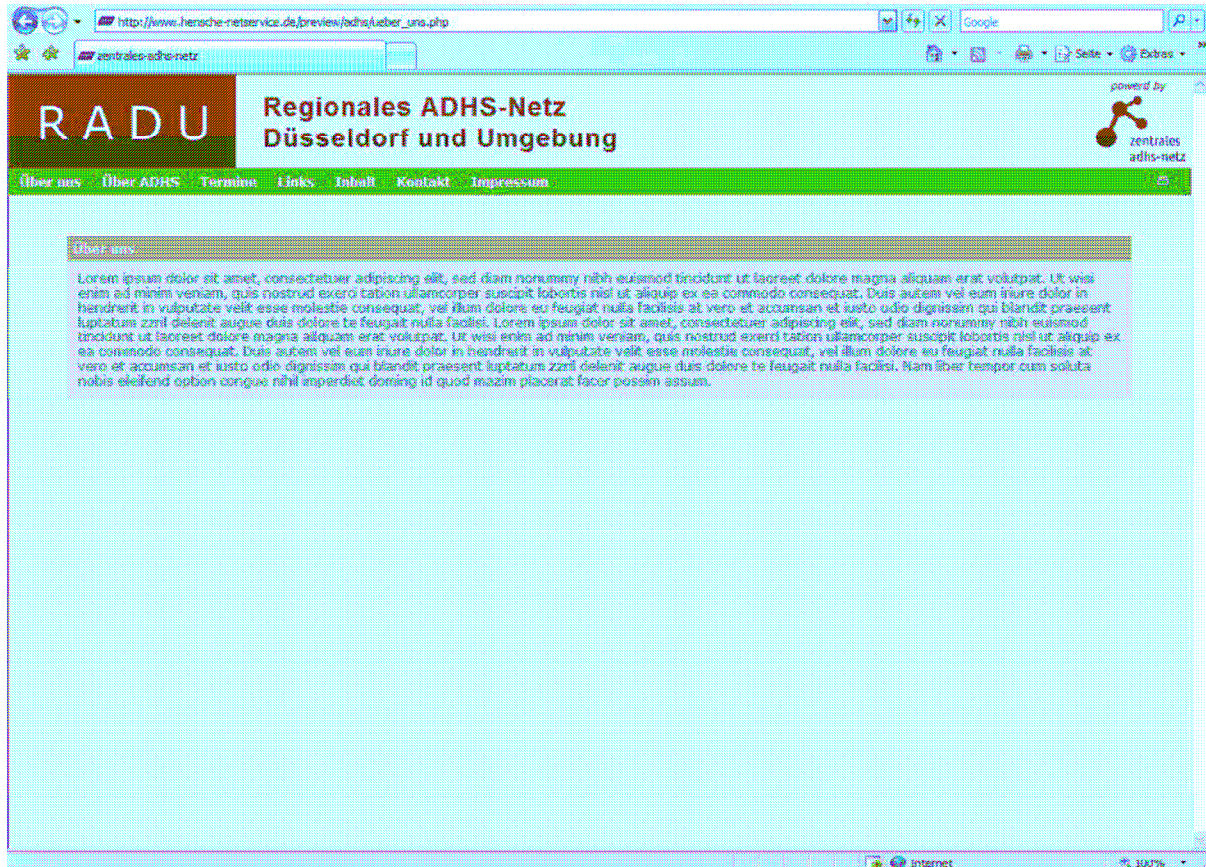 http://www.hensche-netservice.de/preview/adhs/ueber_uns.php
Google
zentrales-adhs-netz
Seite
Extras
RADU
Regionales ADHS-Netz
Düsseldorf und Umgebung
powerd by
zentrales
adhs-netz
Über uns Über ADHS Termine Links Inhalt Kontakt Impressum
Über uns
Lorem ipsum dolor sit amet, consectetuer adipiscing elit, sed diam nonummy nibh euismod tincidunt ut laoreet dolore magna aliquam erat volutpat. Ut wisi
enim ad minim veniam, quis nostrud exerci tation ullamcorper suscipit lobortis nisl ut aliquip ex ea commodo consequat. Duis autem vel eum iriure dolor in
hendrerit in vulputate velit esse molestie consequat, vel illum dolore eu feugiat nulla facilisis at vero et accumsan et iusto odio dignissim qui blandit praesent
luptatum zzril delenit augue duis dolore te feugait nulla facilisi. Lorem ipsum dolor sit amet, consectetuer adipiscing elit, sed diam nonummy nibh euismod
tincidunt ut laoreet dolore magna aliquam erat volutpat. Ut wisi enim ad minim veniam, quis nostrud exerci tation ullamcorper suscipit lobortis nisl ut aliquip ex
ea commodo consequat. Duis autem vel eum iriure dolor in hendrerit in vulputate velit esse molestie consequat, vel illum dolore eu feugiat nulla facilisis at
vero et accumsan et iusto odio dignissim qui blandit praesent luptatum zzril delenit augue duis dolore te feugait nulla facilisi. Nam liber tempor cum soluta
nobis eleifend option congue nihil imperdiet doming id quod mazim placerat facer possim assum.
Internet
100%